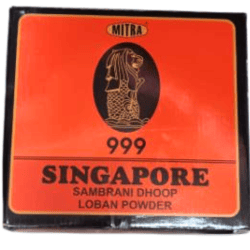 MITRA
999
SINGAPORE
SAMBRANI DHOOP
LOBAN POWDER